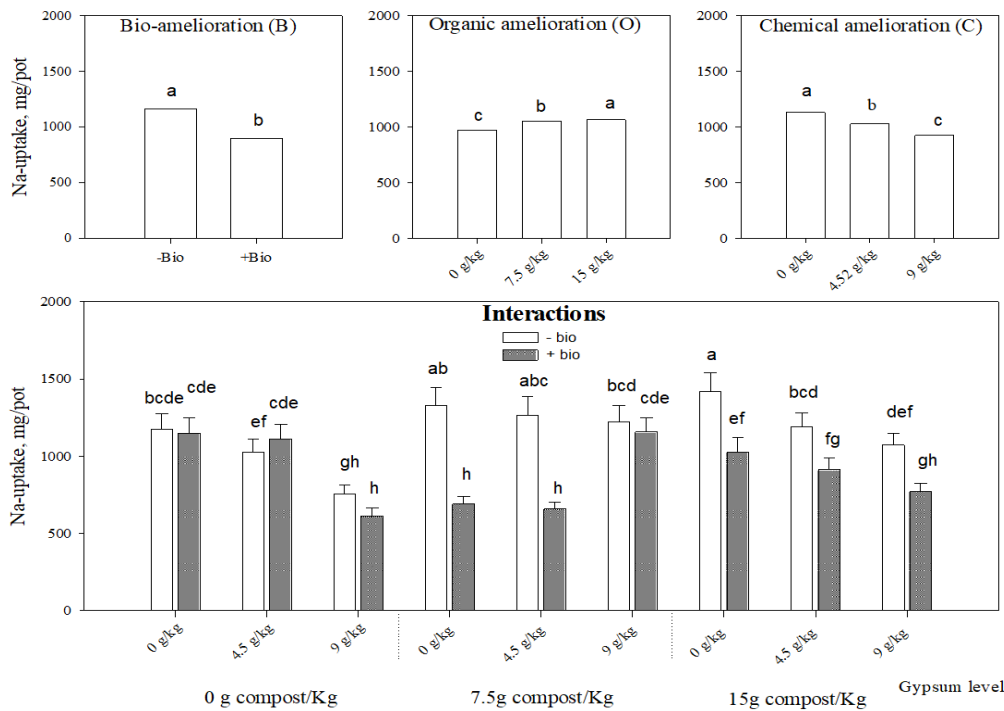 Bio-amelioration (B)
Organic amelioration (O)
Chemical amelioration (C)
Na-uptake, mg/pot
2000
1500
1000
500
0
a
b
-Bio
+Bio
2000
1500
1000
500
0
c
b
a
0 g/kg
7.5 g/kg
15 g/kg
2000
1500
1000
500
0
a
b
c
0 g/kg
4.52 g/kg
9 g/kg
Interactions
- bio
+ bio
Na-uptake, mg/pot
2000
1500
1000
500
0
bcde
cde
ef
cde
gh
h
ab
h
abc
h
bcd
cde
a
ef
bcd
fg
def
gh
0 g/kg
4.5 g/kg
9 g/kg
0 g/kg
4.5 g/kg
9 g/kg
0 g/kg
4.5 g/kg
9 g/kg
Gypsum level
0 g compost/Kg
7.5g compost/Kg
15g compost/Kg